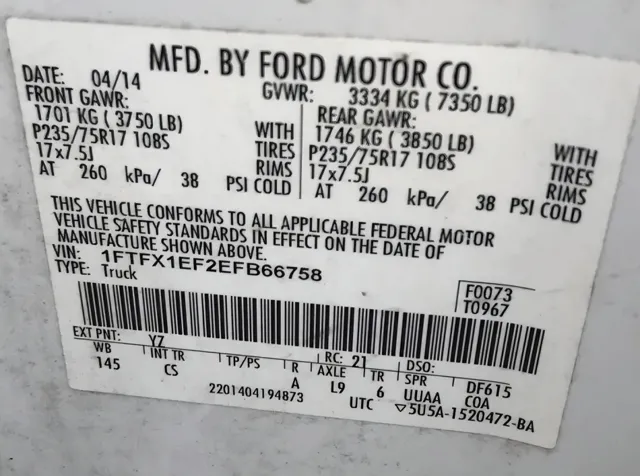 MFD. BY FORD MOTOR CO.
DATE: 04/14 GVWR: 3334 KG ( 7350 LB)
FRONT GAWR: REAR GAWR:
1701 KG ( 3750 LB) WITH 1746 KG ( 3850 LB) WITH
P235/75R17 108S TIRES P235/75R17 108S TIRES
17x7.5J RIMS 17x7.5J RIMS
AT 260 kPa/ 38 PSI COLD AT 260 kPa/ 38 PSI COLD
THIS VEHICLE CONFORMS TO ALL APPLICABLE FEDERAL MOTOR
VEHICLE SAFETY STANDARDS IN EFFECT ON THE DATE OF
MANUFACTURE SHOWN ABOVE.
VIN: 1FTFX1EF2EFB66758 F0073
TYPE: Truck T0967
EXT PNT: YZ RC: 21 DSO:
WB INT TR TP/PS R AXLE TR SPR DF615
145 CS A L9 6 UUAA COA
2201404194873 UTC ▽5U5A-1520472-BA